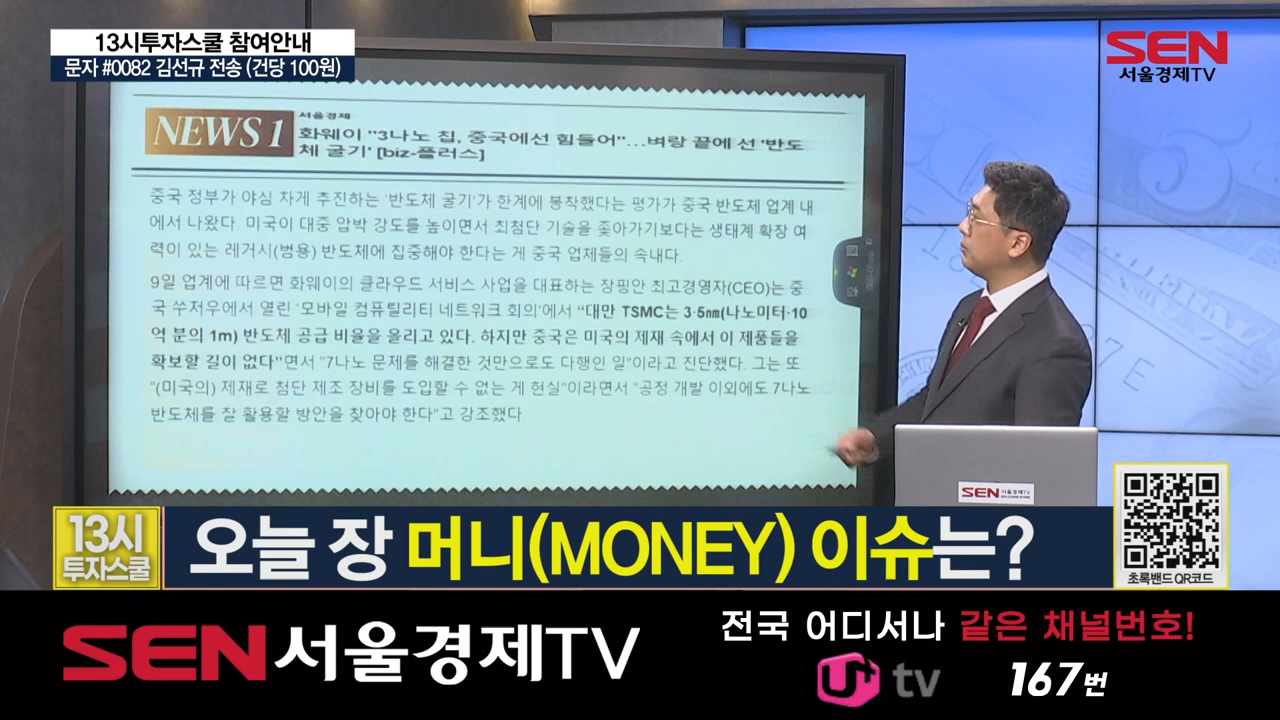 13시투자스쿨 참여안내
문자 #0082 김선규 전송 (건당 100원)
SEN
서울경제TV
NEWS 1
서울경제
화웨이 "3나노 칩, 중국에선 힘들어"…벼랑 끝에 선 '반도
체 굴기' [biz-플러스]
중국 정부가 야심 차게 추진하는 '반도체 굴기'가 한계에 봉착했다는 평가가 중국 반도체 업계 내
에서 나왔다. 미국이 대중 압박 강도를 높이면서 최첨단 기술을 좇아가기보다는 생태계 확장 여
력이 있는 레거시(범용) 반도체에 집중해야 한다는 게 중국 업체들의 속내다.
9일 업계에 따르면 화웨이의 클라우드 서비스 사업을 대표하는 장핑안 최고경영자(CEO)는 중
국 쑤저우에서 열린 '모바일 컴퓨틸리티 네트워크 회의'에서 "대만 TSMC는 3·5㎚(나노미터·10
억 분의 1m) 반도체 공급 비율을 올리고 있다. 하지만 중국은 미국의 제재 속에서 이 제품들을
확보할 길이 없다"면서 "7나노 문제를 해결한 것만으로도 다행인 일"이라고 진단했다. 그는 또
"(미국의) 제재로 첨단 제조 장비를 도입할 수 없는 게 현실"이라면서 "공정 개발 이외에도 7나노
반도체를 잘 활용할 방안을 찾아야 한다"고 강조했다.
SEN 서울경제TV
13시
투자스쿨
오늘 장 머니(MONEY) 이슈는?
초록밴드 QR코드
SEN 서울경제TV
전국 어디서나 같은 채널번호!
U+ tv
167번